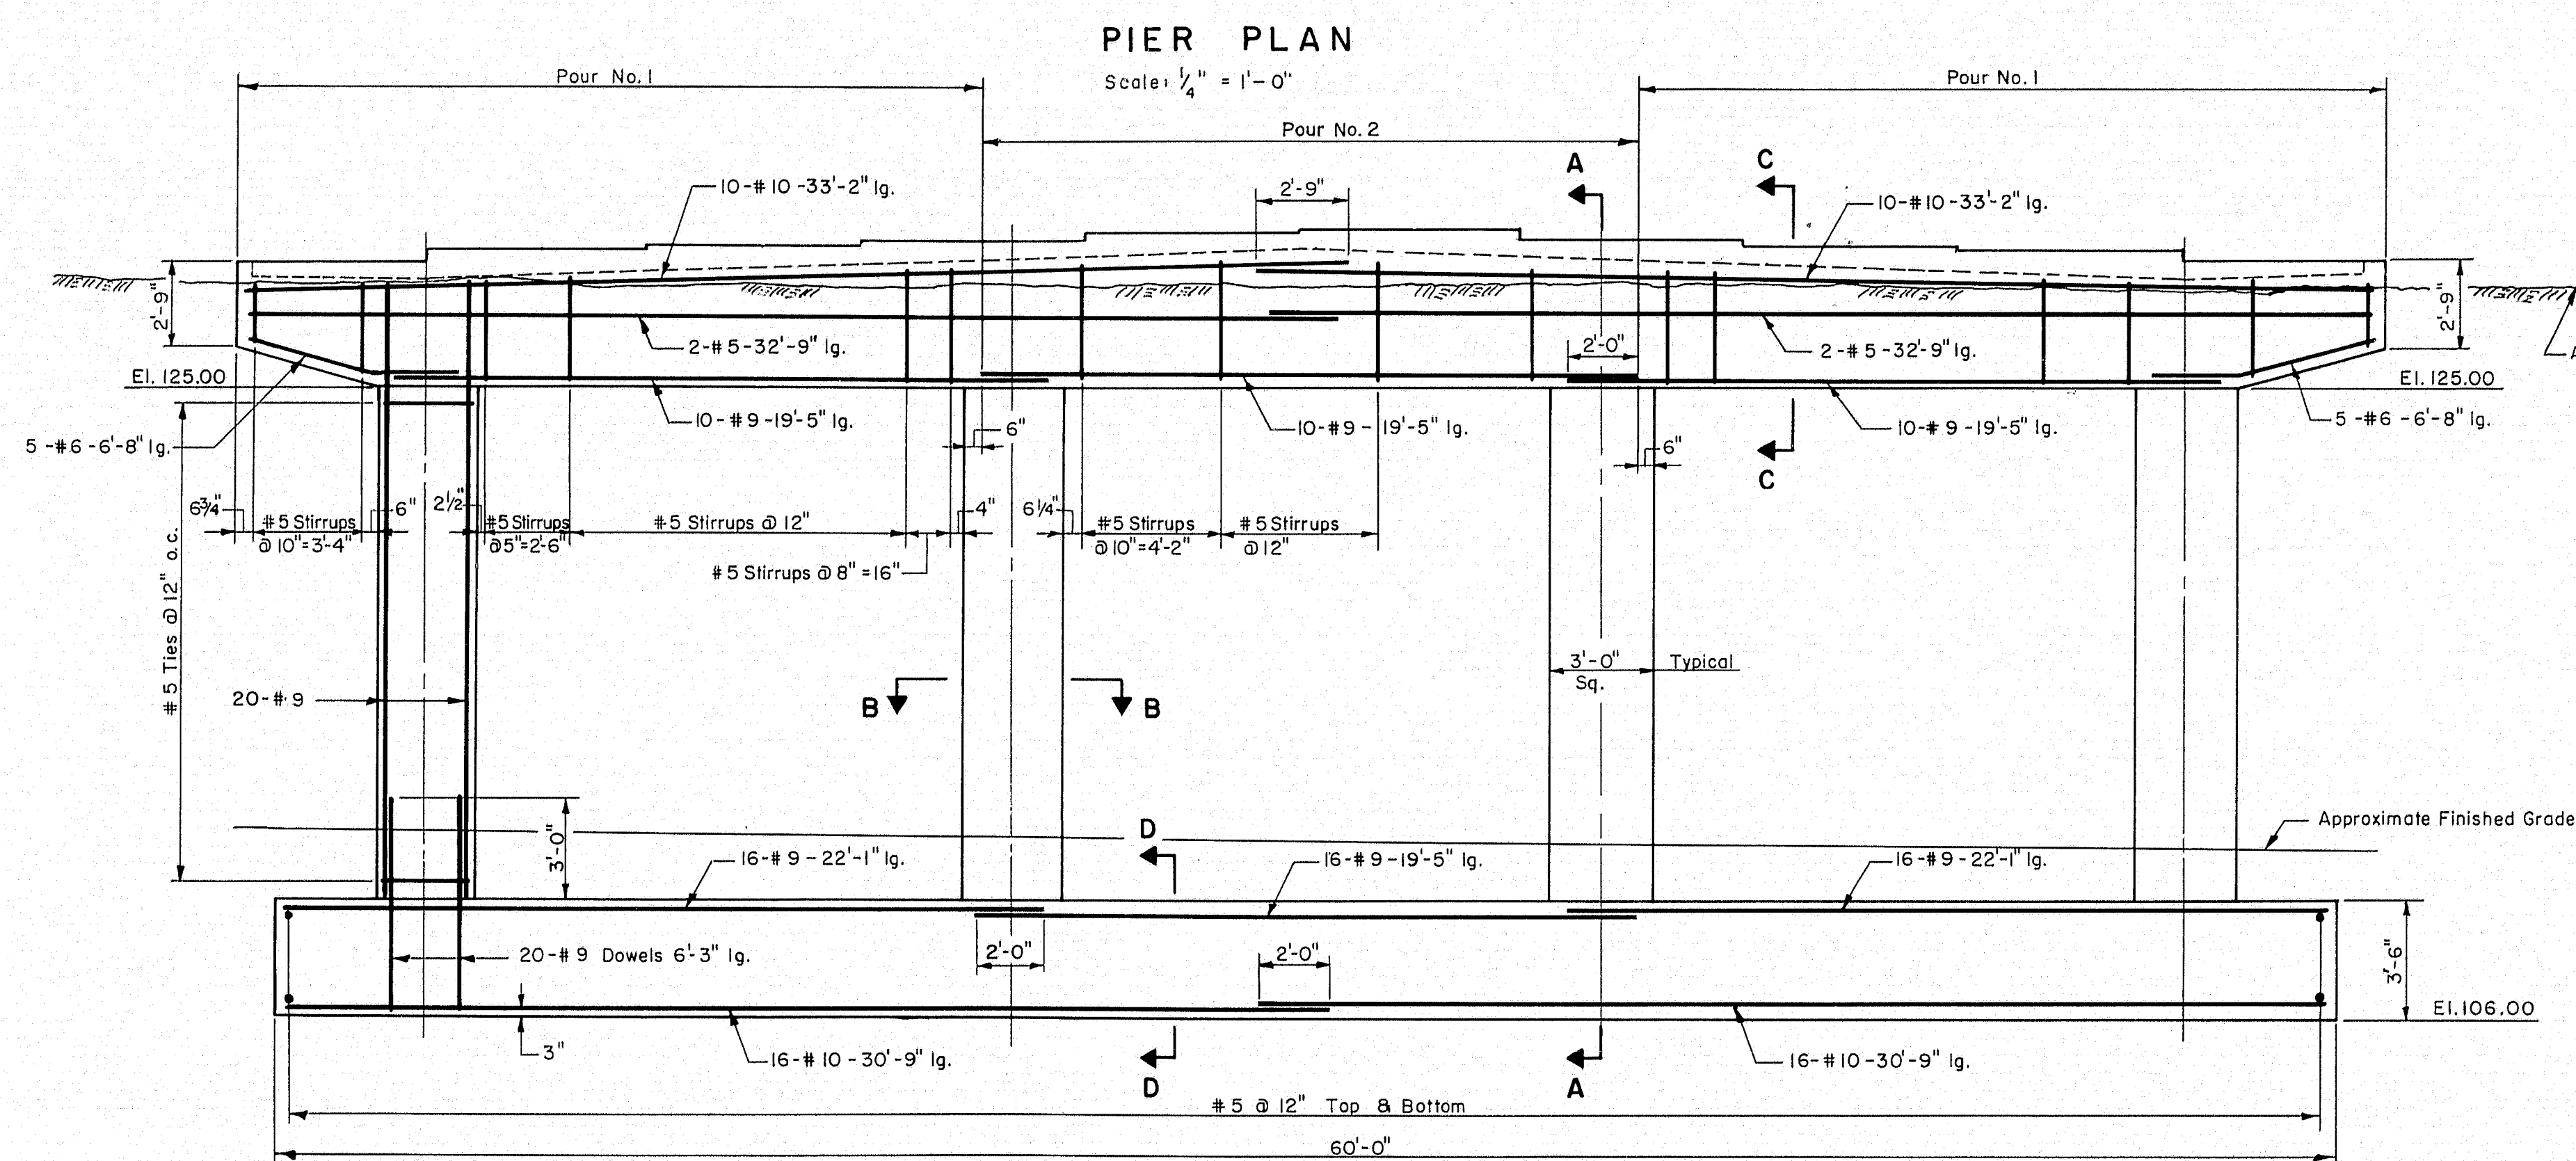 PIER PLAN
Scale: 1/4" = 1'-0"
Pour No. 1
Pour No. 1
Pour No. 2
A
C
10-#10-33'-2" lg.
2'-9"
10-#10-33'-2" lg.
2'-9"
2'-9"
2-#5-32'-9" lg.
2'-0"
2-#5-32'-9" lg.
El. 125.00
El. 125.00
5-#6-6'-8" lg.
10-#9-19'-5" lg.
6"
10-#9-19'-5" lg.
6"
10-#9-19'-5" lg.
5-#6-6'-8" lg.
C
6 3/4"
#5 Stirrups
@ 10"=3'-4"
6"
2 1/2"
#5 Stirrups
@5"=2'-6"
#5 Stirrups @ 12"
4"
#5 Stirrups @ 8" =16"
6 1/4"
#5 Stirrups
@10"=4'-2"
#5 Stirrups
@12"
#5 Ties @ 12" o.c.
20-#9
B
B
3'-0"
Sq.
Typical
Approximate Finished Grade
3'-0"
D
16-#9-22'-1" lg.
16-#9-19'-5" lg.
16-#9-22'-1" lg.
20-#9 Dowels 6'-3" lg.
2'-0"
2'-0"
3'-6"
El. 106.00
3"
16-#10-30'-9" lg.
D
A
16-#10-30'-9" lg.
#5 @ 12" Top & Bottom
60'-0"